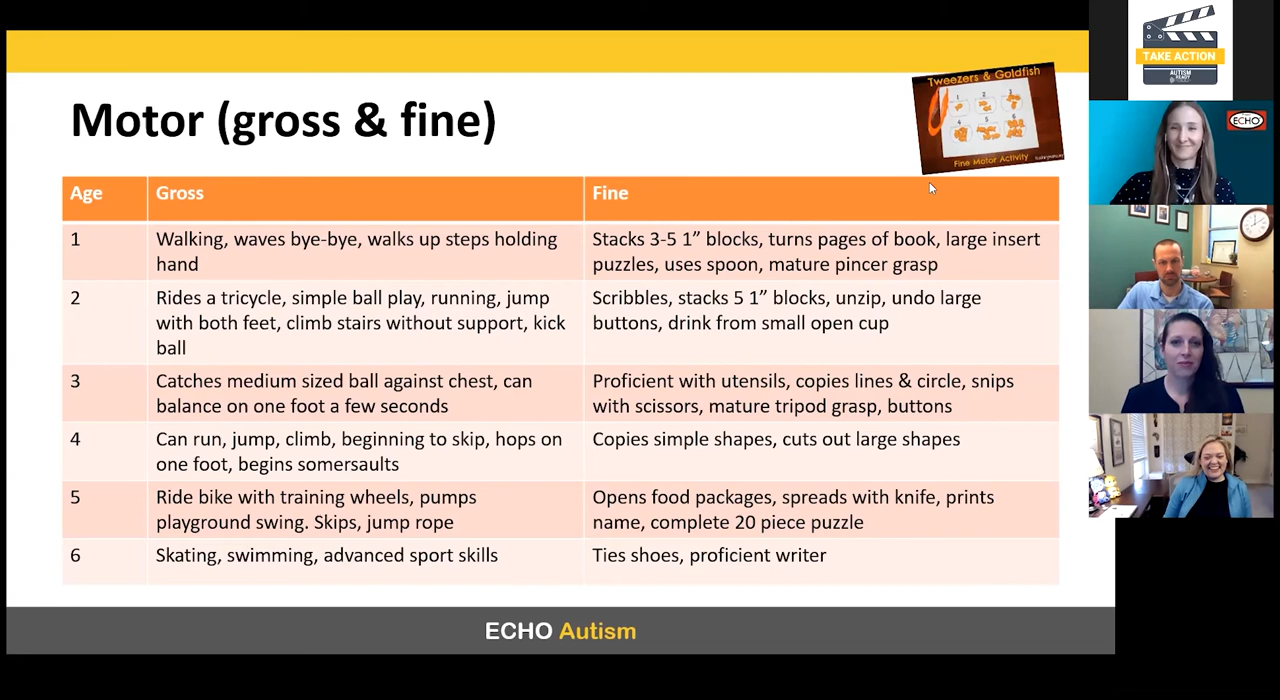 TAKE ACTION
AUTISM
READY
ECHO
Motor (gross & fine)
Tweezers & Goldfish
1 2 3
4 5 6
Fine Motor Activity
Age Gross Fine
1 Walking, waves bye-bye, walks up steps holding Stacks 3-5 1” blocks, turns pages of book, large insert
hand puzzles, uses spoon, mature pincer grasp
2 Rides a tricycle, simple ball play, running, jump Scribbles, stacks 5 1” blocks, unzip, undo large
with both feet, climb stairs without support, kick buttons, drink from small open cup
ball
3 Catches medium sized ball against chest, can Proficient with utensils, copies lines & circle, snips
balance on one foot a few seconds with scissors, mature tripod grasp, buttons
4 Can run, jump, climb, beginning to skip, hops on Copies simple shapes, cuts out large shapes
one foot, begins somersaults
5 Ride bike with training wheels, pumps Opens food packages, spreads with knife, prints
playground swing. Skips, jump rope name, complete 20 piece puzzle
6 Skating, swimming, advanced sport skills Ties shoes, proficient writer
ECHO Autism